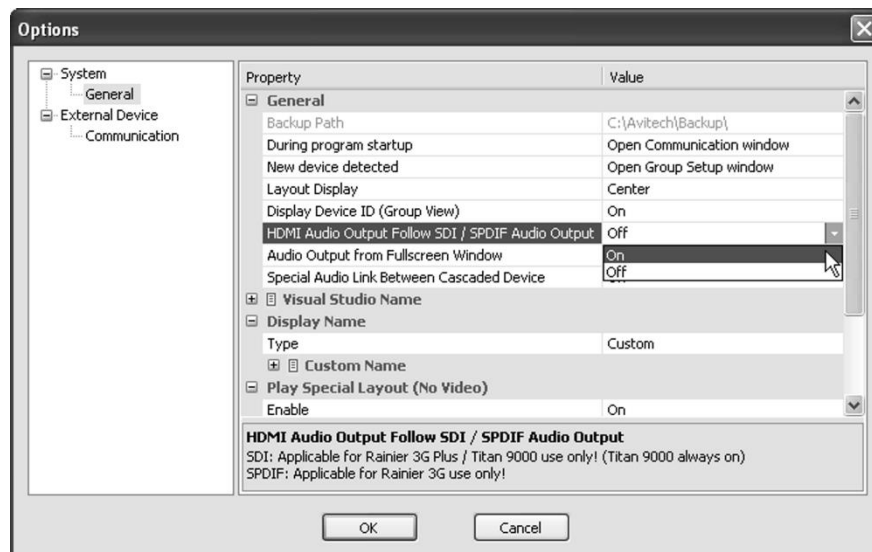 Options
System
General
External Device
Communication
Property Value
General
Backup Path C:\Avitech\Backup\
During program startup Open Communication window
New device detected Open Group Setup window
Layout Display Center
Display Device ID (Group View) On
HDMI Audio Output Follow SDI / SPDIF Audio Output Off
Audio Output from Fullscreen Window On
Special Audio Link Between Cascaded Device Off
Visual Studio Name
Display Name
Type Custom
Custom Name
Play Special Layout (No Video)
Enable On
HDMI Audio Output Follow SDI / SPDIF Audio Output
SDI: Applicable for Rainier 3G Plus / Titan 9000 use only! (Titan 9000 always on)
SPDIF: Applicable for Rainier 3G use only!
OK Cancel